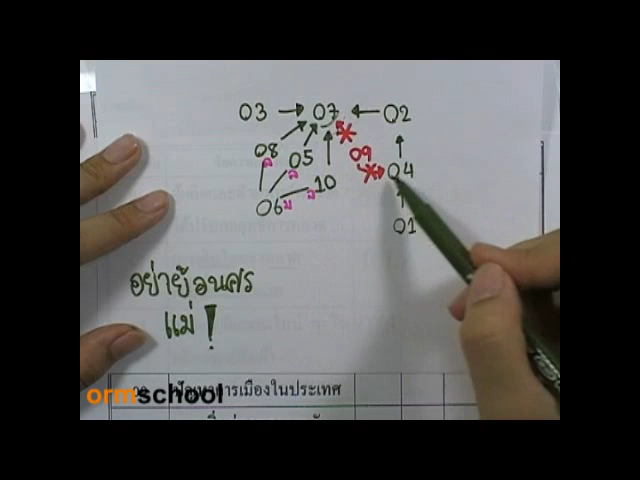 03 → 07 ← 02
08 05 09 04
06 ม 10
01
อย่าย้อนศร
แม่!
ปัญหาการเมืองในประเทศ
ormschool